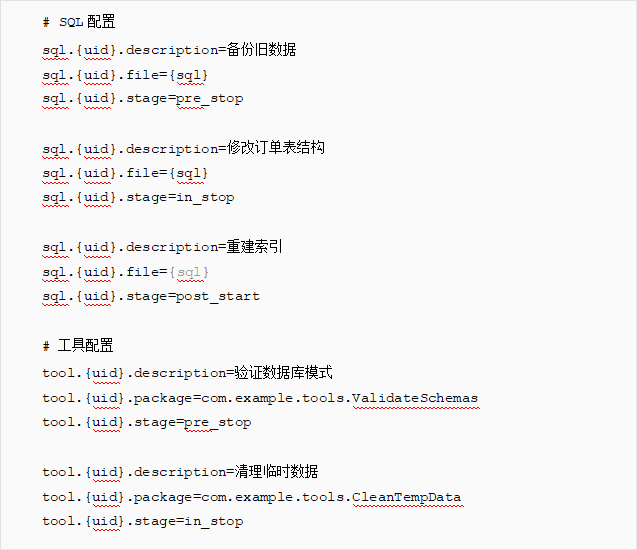 # SQL 配置
sql.{uid}.description=备份旧数据
sql.{uid}.file={sql}
sql.{uid}.stage=pre_stop
sql.{uid}.description=修改订单表结构
sql.{uid}.file={sql}
sql.{uid}.stage=in_stop
sql.{uid}.description=重建索引
sql.{uid}.file={sql}
sql.{uid}.stage=post_start
# 工具配置
tool.{uid}.description=验证数据库模式
tool.{uid}.package=com.example.tools.ValidateSchemas
tool.{uid}.stage=pre_stop
tool.{uid}.description=清理临时数据
tool.{uid}.package=com.example.tools.CleanTempData
tool.{uid}.stage=in_stop